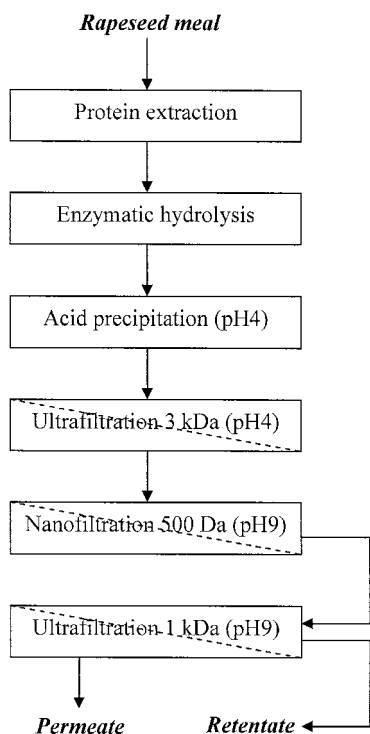 Rapeseed meal
Protein extraction
Enzymatic hydrolysis
Acid precipitation (pH4)
Ultrafiltration 3 kDa (pH4)
Nanofiltration 500 Da (pH9)
Ultrafiltration 1 kDa (pH9)
Permeate Retentate